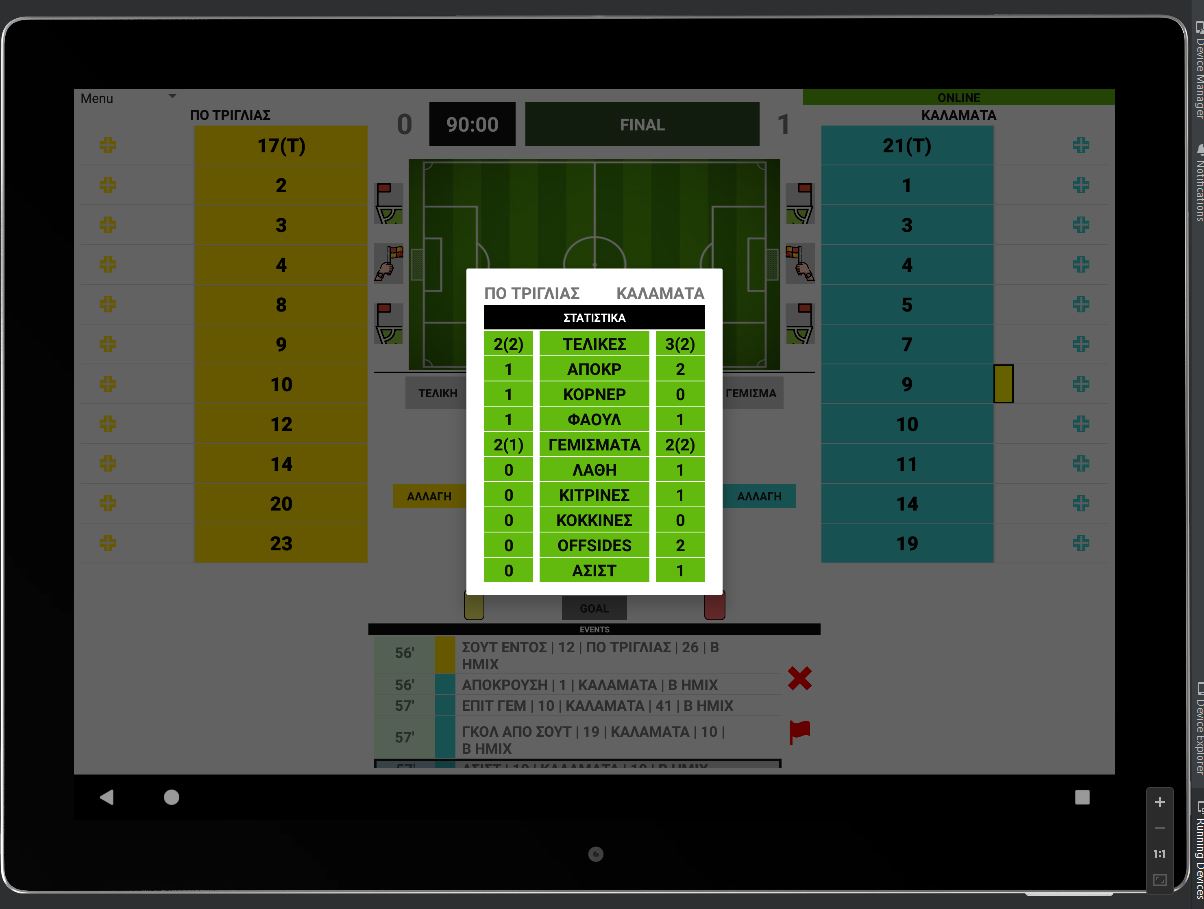 Menu
ΠΟ ΤΡΙΓΛΙΑΣ
0
90:00
FINAL
1
ONLINE
ΚΑΛΑΜΑΤΑ
17(T)
2
3
4
8
9
10
12
14
20
23
21(T)
1
3
4
5
7
9
10
11
14
19
ΤΕΛΙΚΗ
ΓΕΜΙΣΜΑ
ΑΛΛΑΓΗ
ΑΛΛΑΓΗ
ΠΟ ΤΡΙΓΛΙΑΣ ΚΑΛΑΜΑΤΑ
ΣΤΑΤΙΣΤΙΚΑ
2(2) ΤΕΛΙΚΕΣ 3(2)
1 ΑΠΟΚΡ 2
1 ΚΟΡΝΕΡ 0
1 ΦΑΟΥΛ 1
2(1) ΓΕΜΙΣΜΑΤΑ 2(2)
0 ΛΑΘΗ 1
0 ΚΙΤΡΙΝΕΣ 1
0 ΚΟΚΚΙΝΕΣ 0
0 OFFSIDES 2
0 ΑΣΙΣΤ 1
GOAL
EVENTS
56' ΣΟΥΤ ΕΝΤΟΣ | 12 | ΠΟ ΤΡΙΓΛΙΑΣ | 26 | Β
ΗΜΙΧ
56' ΑΠΟΚΡΟΥΣΗ | 1 | ΚΑΛΑΜΑΤΑ | Β ΗΜΙΧ
57' ΕΠΙΤ ΓΕΜ | 10 | ΚΑΛΑΜΑΤΑ | 41 | Β ΗΜΙΧ
57' ΓΚΟΛ ΑΠΟ ΣΟΥΤ | 19 | ΚΑΛΑΜΑΤΑ | 10 |
Β ΗΜΙΧ
57' ΑΣΙΣΤ | 10 | ΚΑΛΑΜΑΤΑ | 10 | Β ΗΜΙΧ
Device Manager
Notifications
Device Explorer
Running Devices
1:1